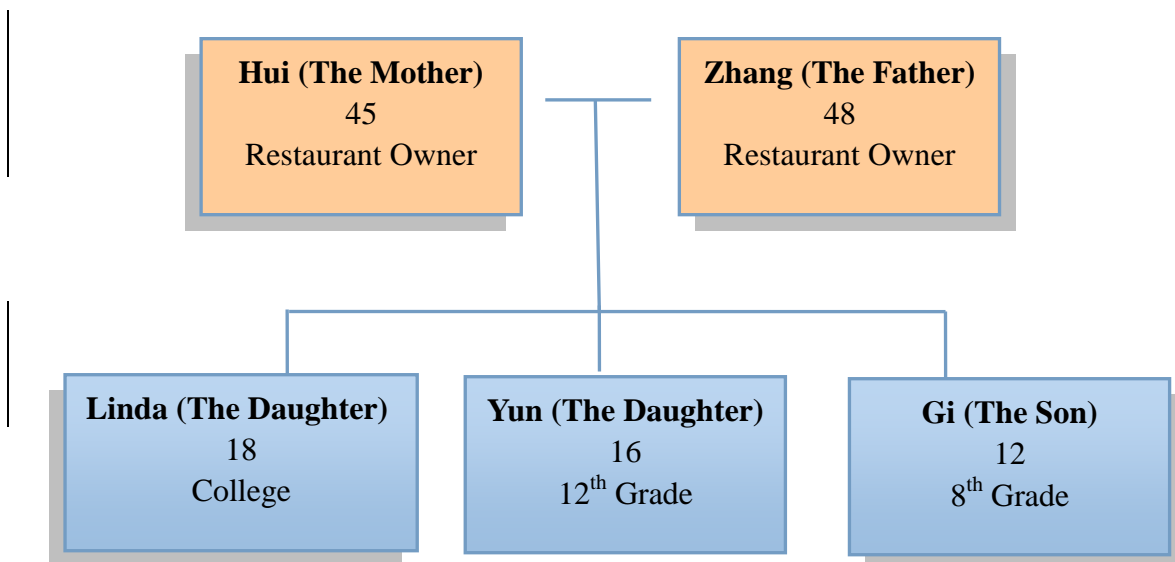 Hui (The Mother)
45
Restaurant Owner
Zhang (The Father)
48
Restaurant Owner
Linda (The Daughter)
18
College
Yun (The Daughter)
16
12th Grade
Gi (The Son)
12
8th Grade